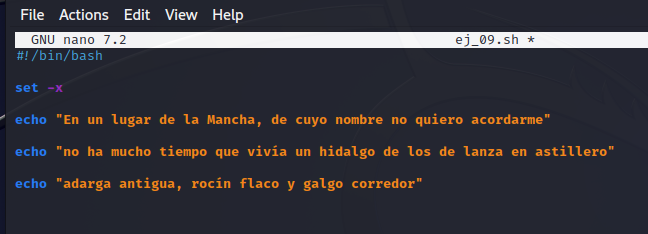 File Actions Edit View Help
GNU nano 7.2 ej_09.sh *
#!/bin/bash
set -x
echo "En un lugar de la Mancha, de cuyo nombre no quiero acordarme"
echo "no ha mucho tiempo que vivía un hidalgo de los de lanza en astillero"
echo "adarga antigua, rocín flaco y galgo corredor"